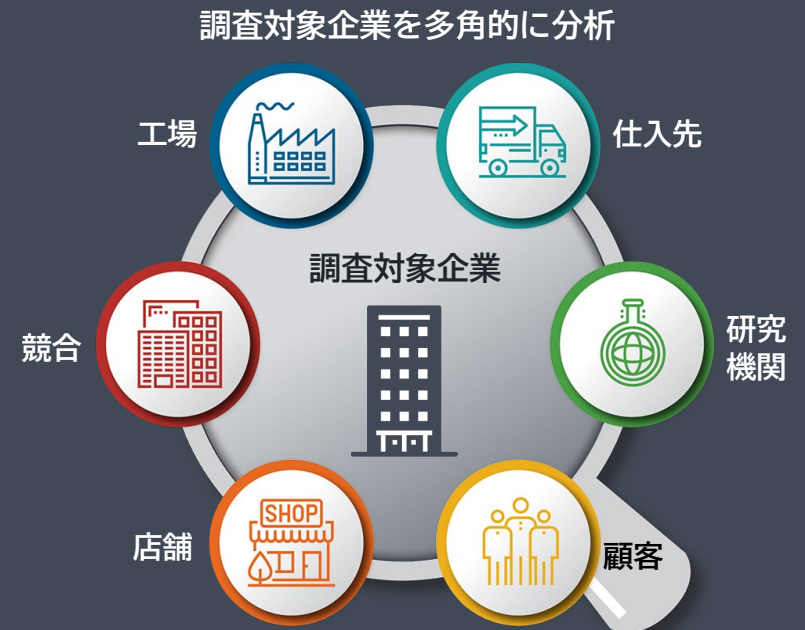 調査対象企業を多角的に分析
工場
仕入先
調査対象企業
競合
研究
機関
SHOP
店舗
顧客